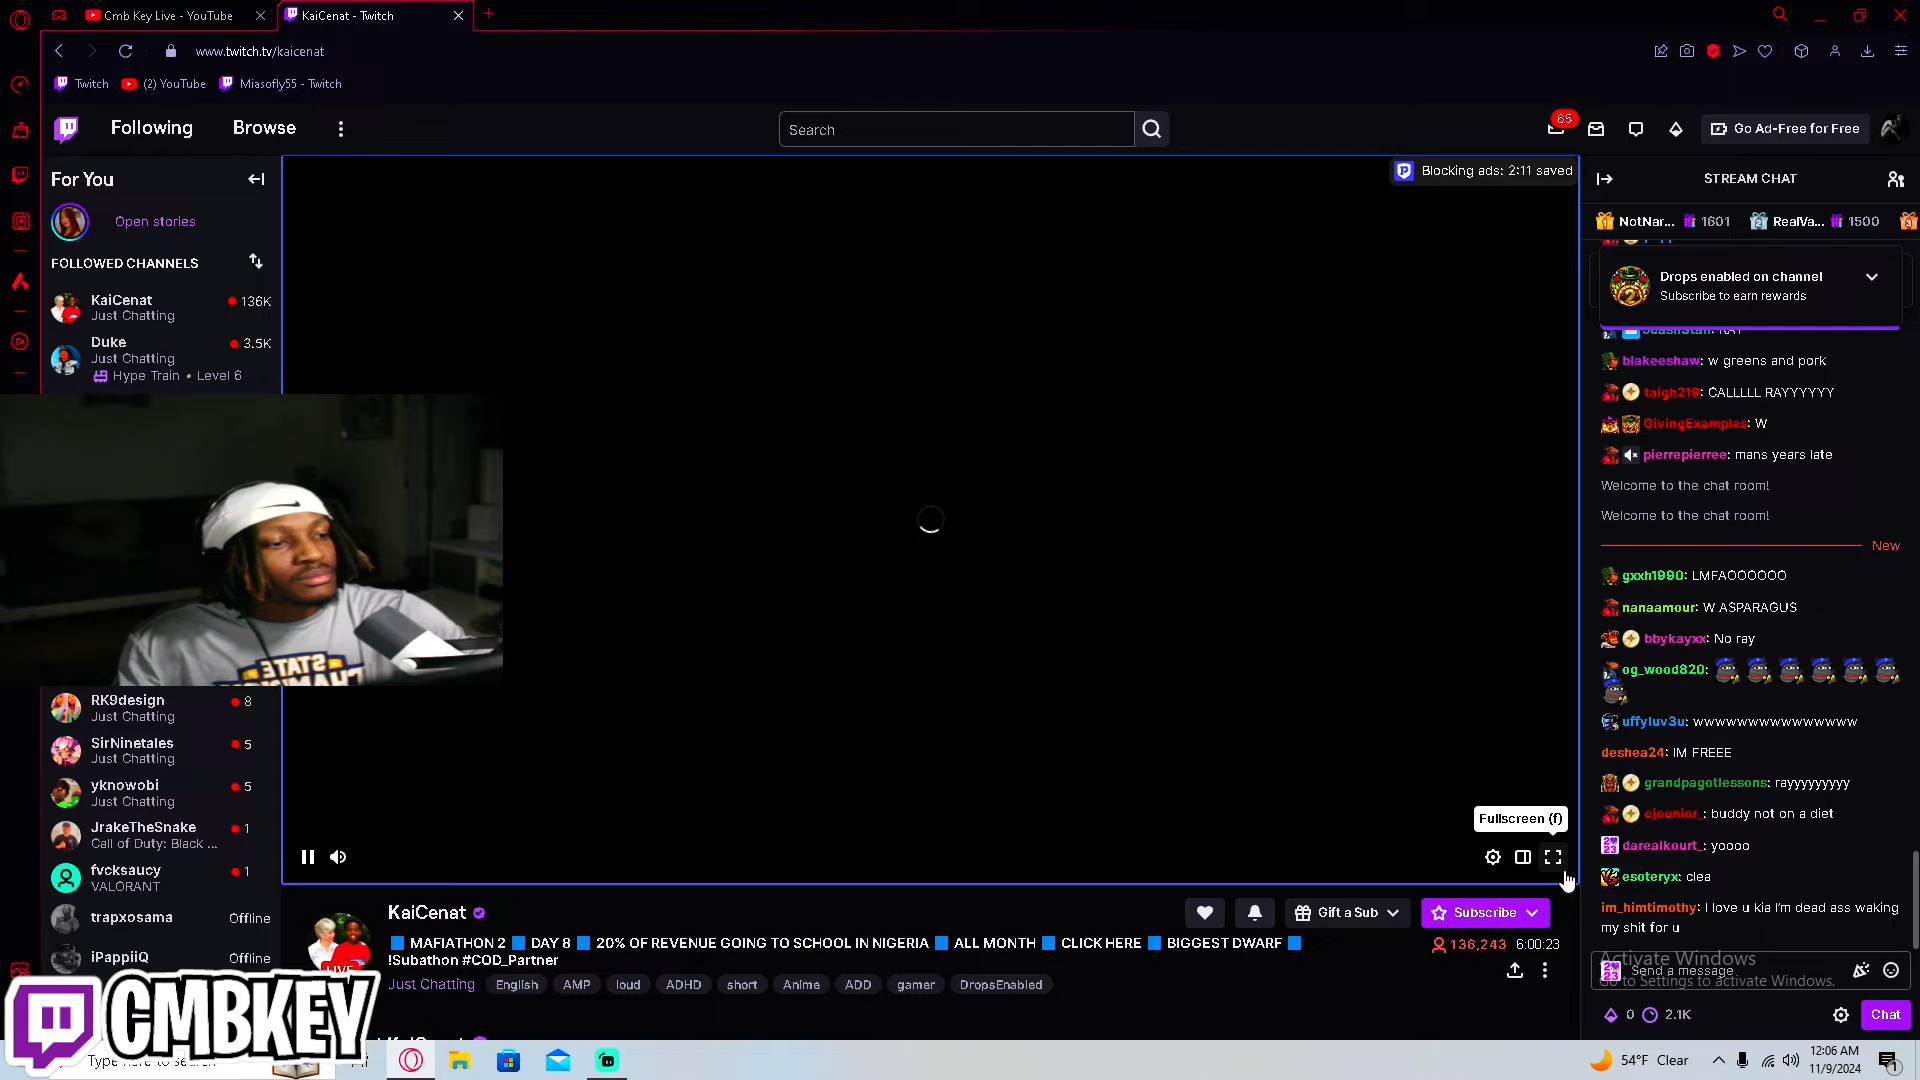 Cmb Key Live - YouTube
KaiCenat - Twitch
www.twitch.tv/kaicenat
Twitch
(2) YouTube
Miasofly55 - Twitch
Following
Browse
Search
65
Go Ad-Free for Free
For You
Open stories
FOLLOWED CHANNELS
KaiCenat
136K
Just Chatting
Duke
3.5K
Just Chatting
Hype Train • Level 6
RK9design
8
Just Chatting
SirNinetales
5
Just Chatting
yknowobi
5
Just Chatting
JrakeTheSnake
1
Call of Duty: Black ...
fvcksaucy
1
VALORANT
trapxosama
Offline
iPappiiQ
Offline
CMBKEY
Blocking ads: 2:11 saved
Fullscreen (f)
KaiCenat
Gift a Sub
Subscribe
MAFIATHON 2 DAY 8 20% OF REVENUE GOING TO SCHOOL IN NIGERIA ALL MONTH CLICK HERE BIGGEST DWARF
!Subathon #COD_Partner
136,243
6:00:23
LIVE
Just Chatting
English
AMP
loud
ADHD
short
Anime
ADD
gamer
DropsEnabled
STREAM CHAT
NotNar... 1601
RealVa... 1500
Drops enabled on channel
Subscribe to earn rewards
blakeeshaw: w greens and pork
taigh219: CALLLLL RAYYYYYY
GivingExamples: W
pierrepierree: mans years late
Welcome to the chat room!
Welcome to the chat room!
New
gxxh1990: LMFAOOOOOO
nanaamour: W ASPARAGUS
bbykayxx: No ray
og_wood820:
uffyluv3u: wwwwwwwwwwwwwwww
deshea24: IM FREEE
grandpagotlessons: rayyyyyyyyy
cjounior_: buddy not on a diet
darealkourt_: yoooo
esoteryx: clea
im_himtimothy: I love u kia I'm dead ass waking
my shit for u
Activate Windows
Send a message
Go to Settings to activate Windows.
0
2.1K
Chat
STATE
54°F Clear
12:06 AM
11/9/2024
1